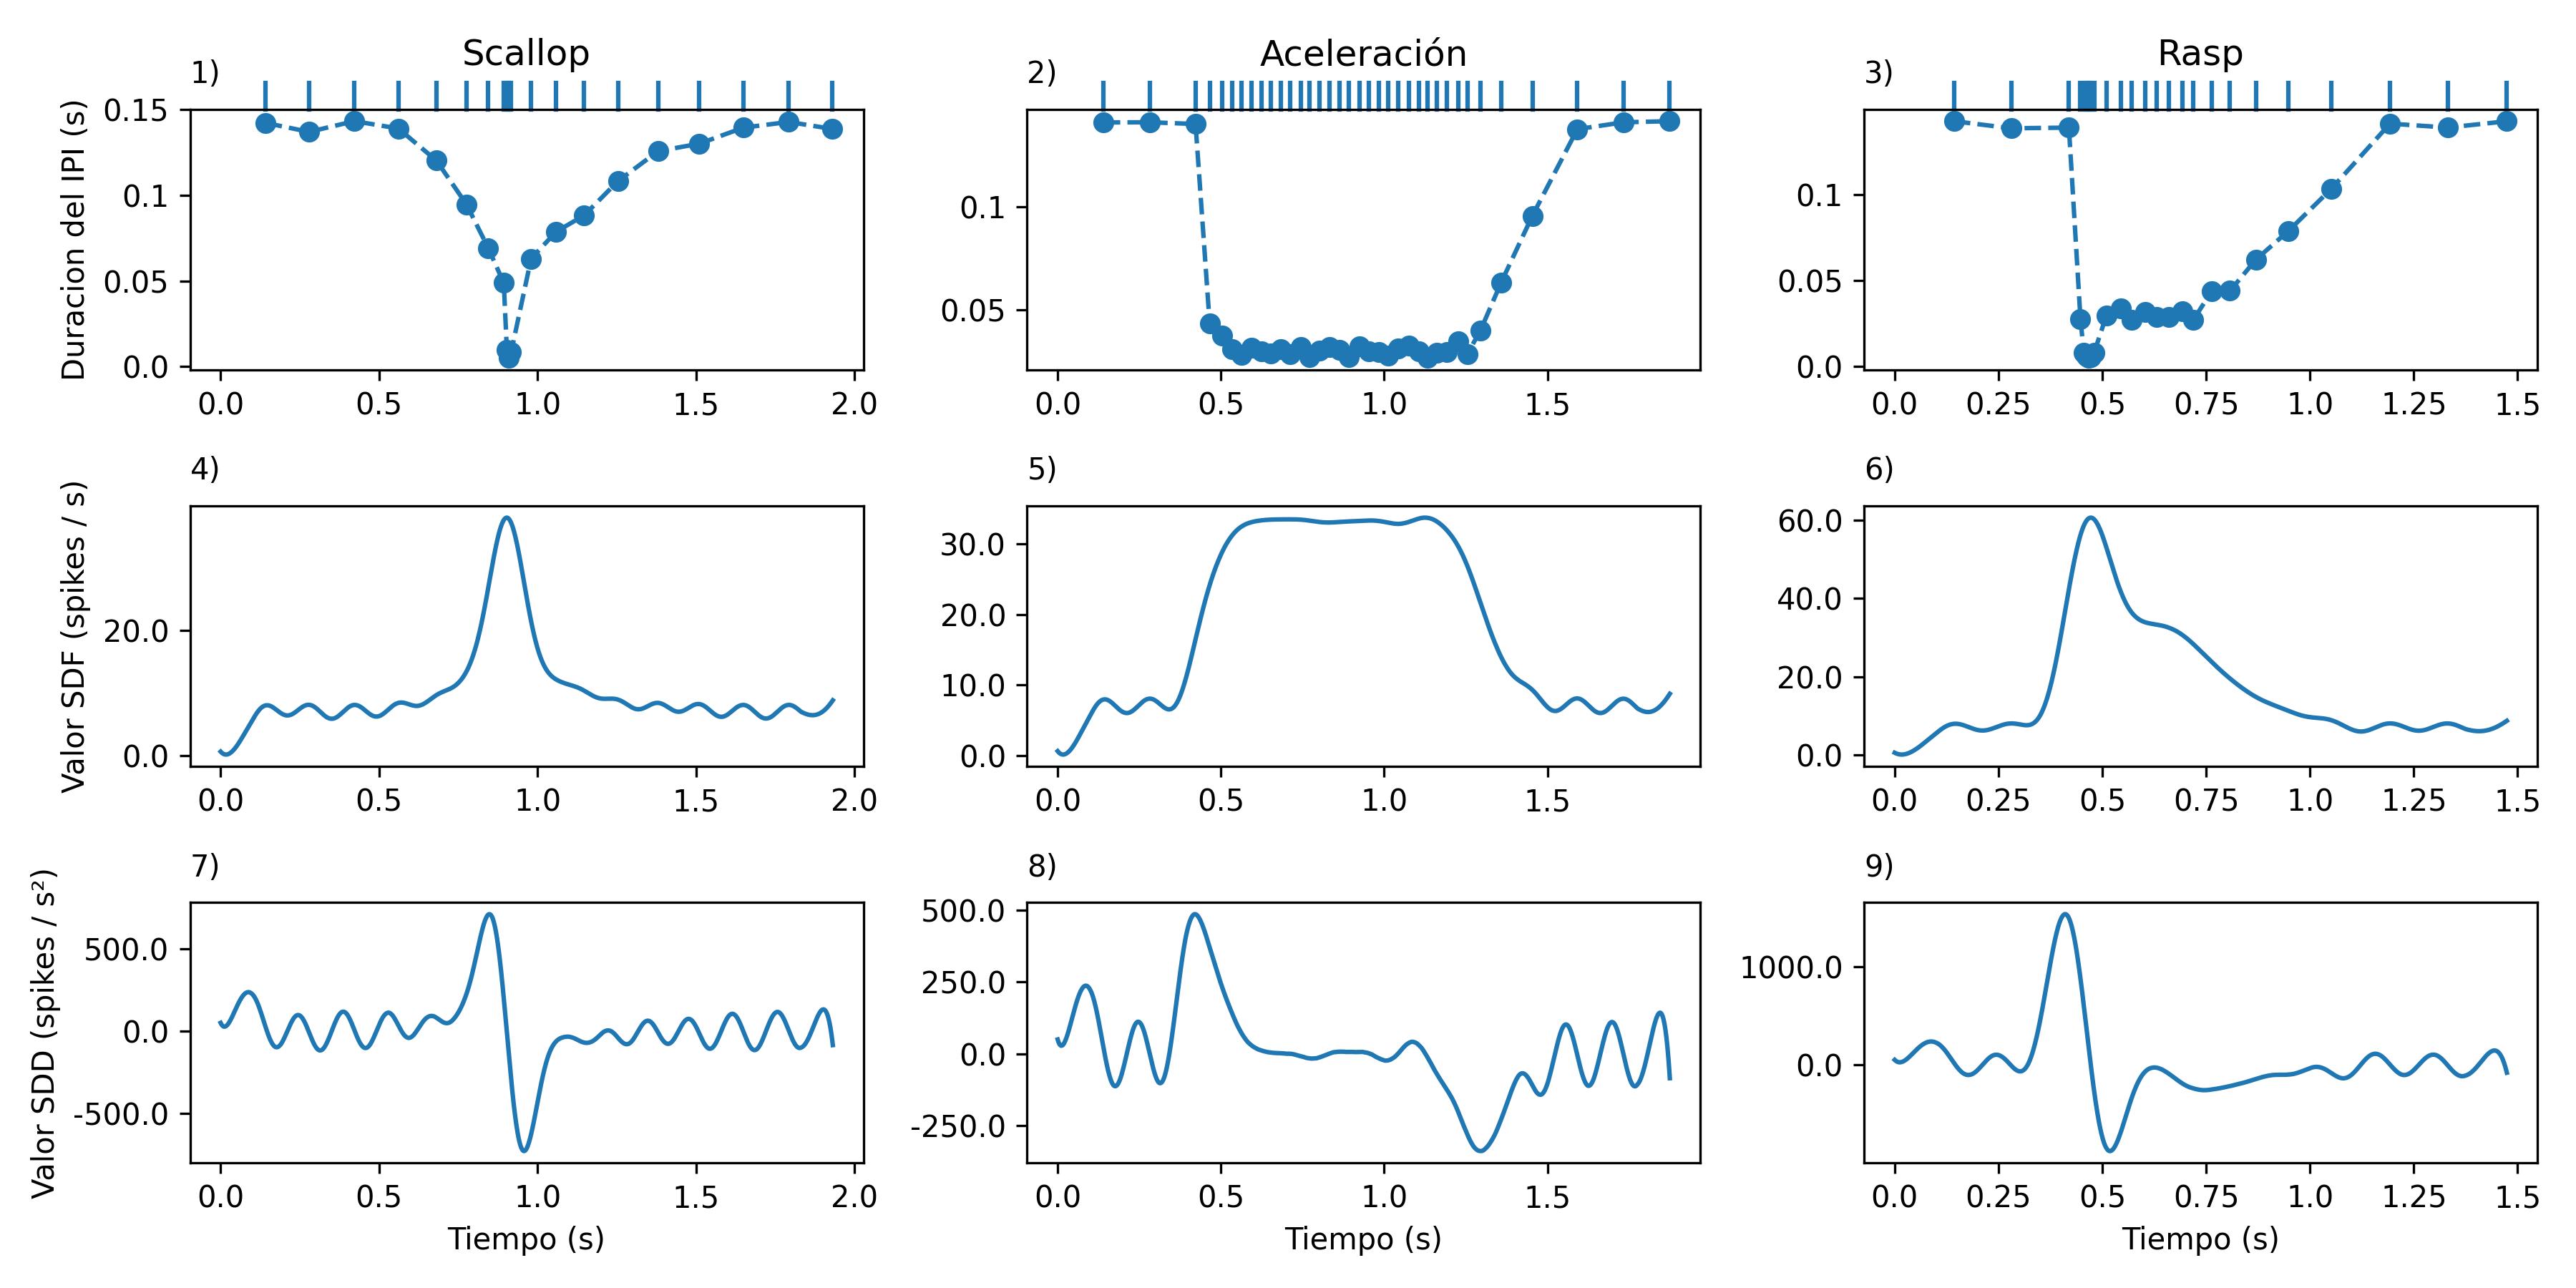 Scallop
Aceleración
Rasp
1)
2)
3)
Duracion del IPI (s)
0.15
0.1
0.05
0.0
0.0 0.5 1.0 1.5 2.0
0.1
0.05
0.0 0.5 1.0 1.5
0.1
0.05
0.0
0.0 0.25 0.5 0.75 1.0 1.25 1.5
4)
5)
6)
Valor SDF (spikes / s)
20.0
0.0
0.0 0.5 1.0 1.5 2.0
30.0
20.0
10.0
0.0
0.0 0.5 1.0 1.5
60.0
40.0
20.0
0.0
0.0 0.25 0.5 0.75 1.0 1.25 1.5
7)
8)
9)
Valor SDD (spikes / s²)
500.0
0.0
-500.0
0.0 0.5 1.0 1.5 2.0
Tiempo (s)
500.0
250.0
0.0
-250.0
0.0 0.5 1.0 1.5
Tiempo (s)
1000.0
0.0
0.0 0.25 0.5 0.75 1.0 1.25 1.5
Tiempo (s)